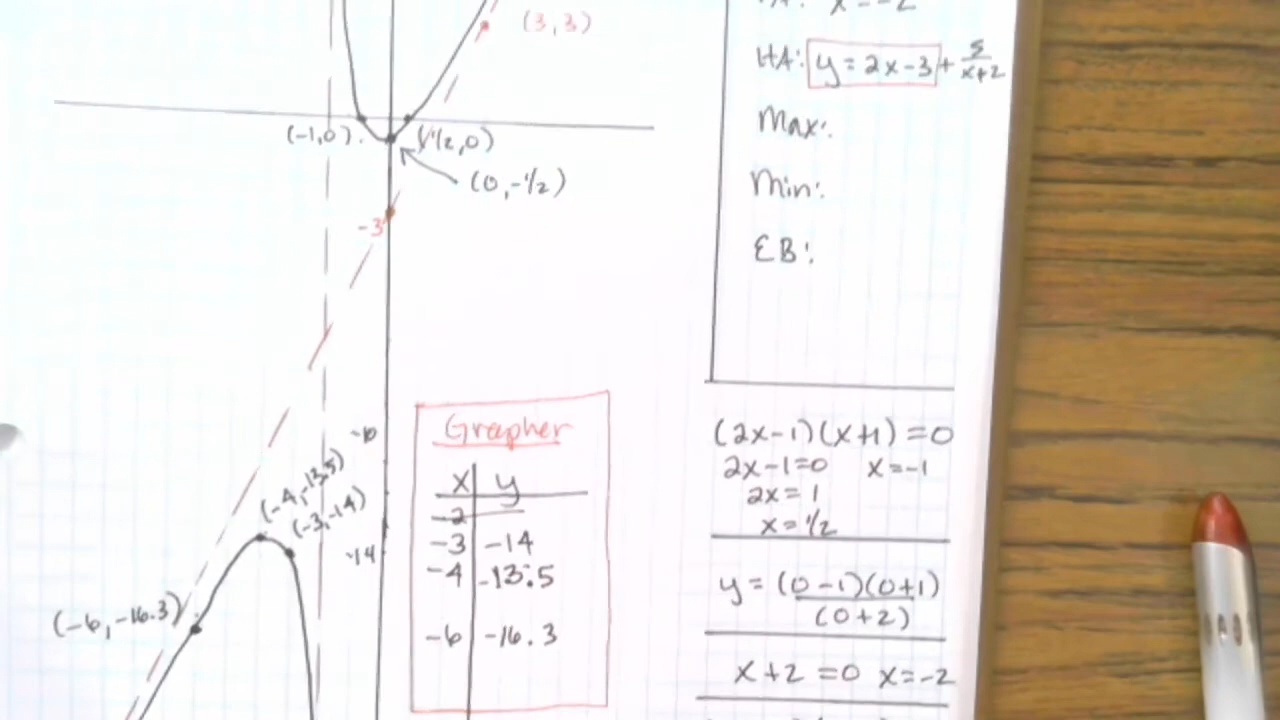 (3,3)
(-1,0)
(1/2,0)
(0,-1/2)
-3
-10
(-4,-13.5)
(-3,-14)
-14
(-6,-16.3)
Grapher
x y
-2
-3 -14
-4 -13.5
-6 -16.3
x=-2
HA: y = 2x-3 + 5/x+2
Max:
Min:
EB:
(2x-1)(x+1) = 0
2x-1=0 x=-1
2x= 1
x= 1/2
y = (0-1)(0+1)
(0+2)
x+2 = 0 x=-2